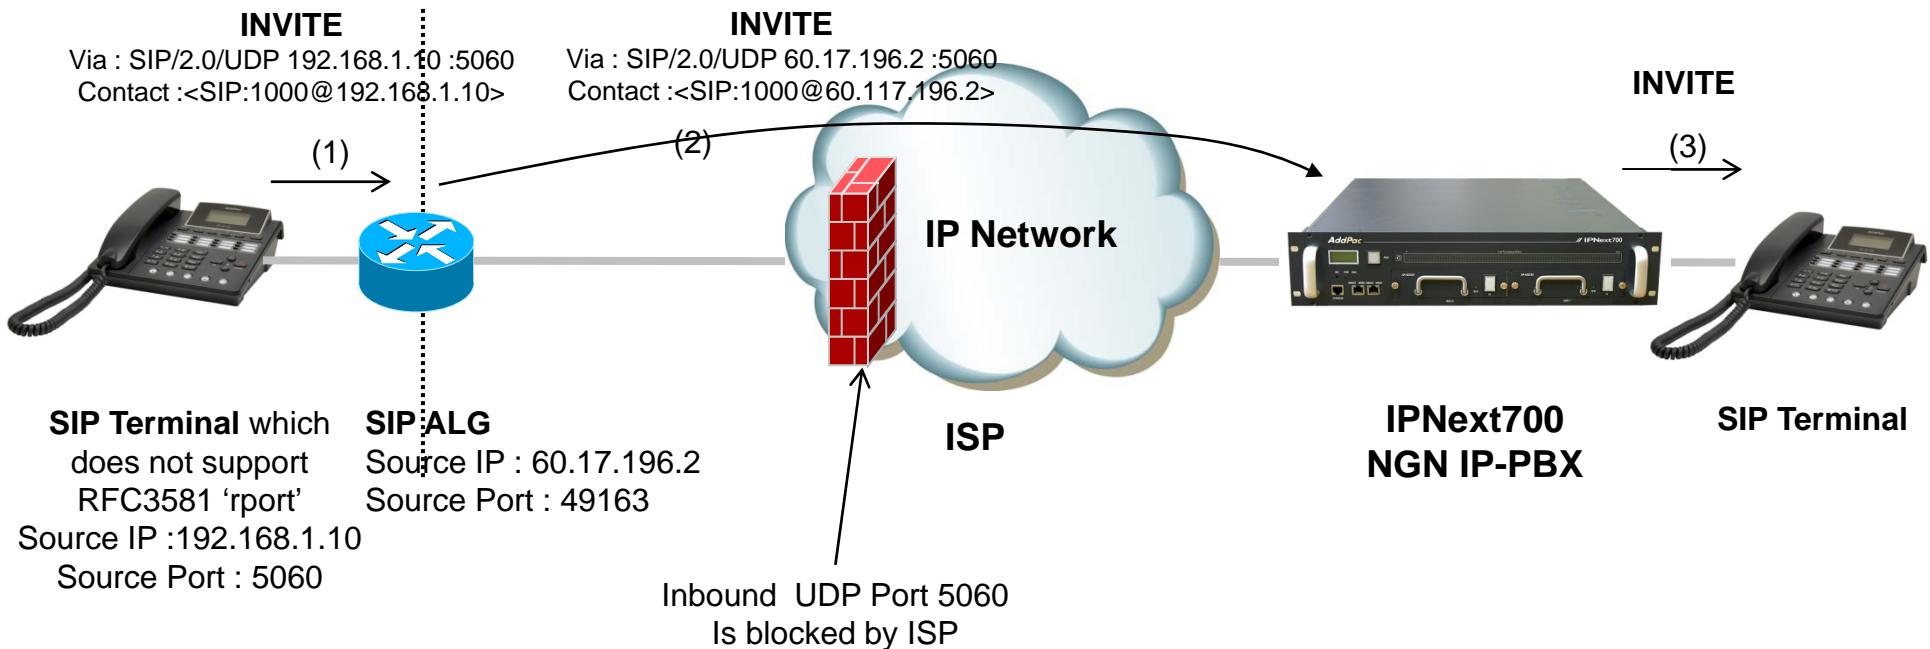 INVITE
Via : SIP/2.0/UDP 192.168.1.10 :5060
Contact :<SIP:1000@192.168.1.10>
INVITE
Via : SIP/2.0/UDP 60.17.196.2 :5060
Contact :<SIP:1000@60.117.196.2>
INVITE
(1)
(2)
(3)
IP Network
AddPac
IPNext700
SIP Terminal which
does not support
RFC3581 ‘rport’
Source IP :192.168.1.10
Source Port : 5060
SIP ALG
Source IP : 60.17.196.2
Source Port : 49163
ISP
IPNext700
NGN IP-PBX
SIP Terminal
Inbound UDP Port 5060
Is blocked by ISP